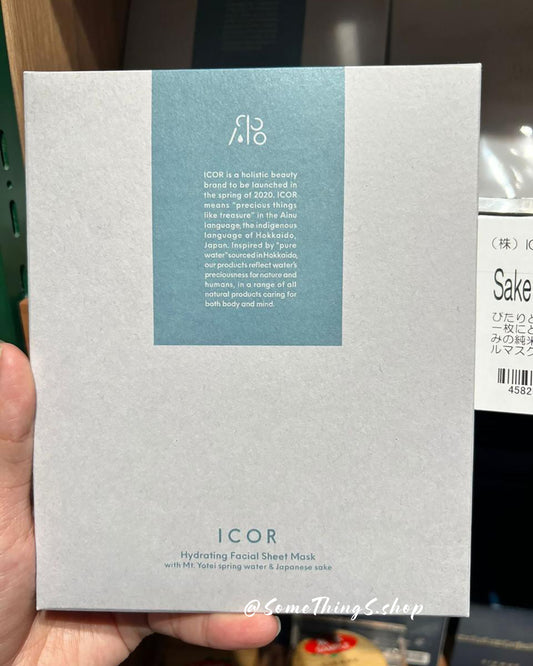 ICOR is a holistic beauty
brand to be launched in
the spring of 2020. ICOR
means "precious things
like treasure" in the Ainu
language, the indigenous
language of Hokkaido,
Japan. Inspired by "pure
water" sourced in Hokkaido,
our products reflect water's
preciousness for nature and
humans, in a range of all
natural products caring for
both body and mind.
ICOR
Hydrating Facial Sheet Mask
with Mt. Yotei spring water & Japanese sake
@SomeThingS.shop
(株) IC
Sake
ぴたりと
一枚にと
みの純米
ルマスク
4582